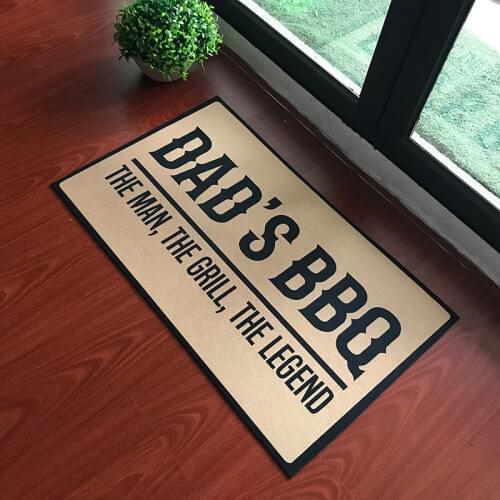 DAD'S BBQ
THE MAN, THE GRILL, THE LEGEND